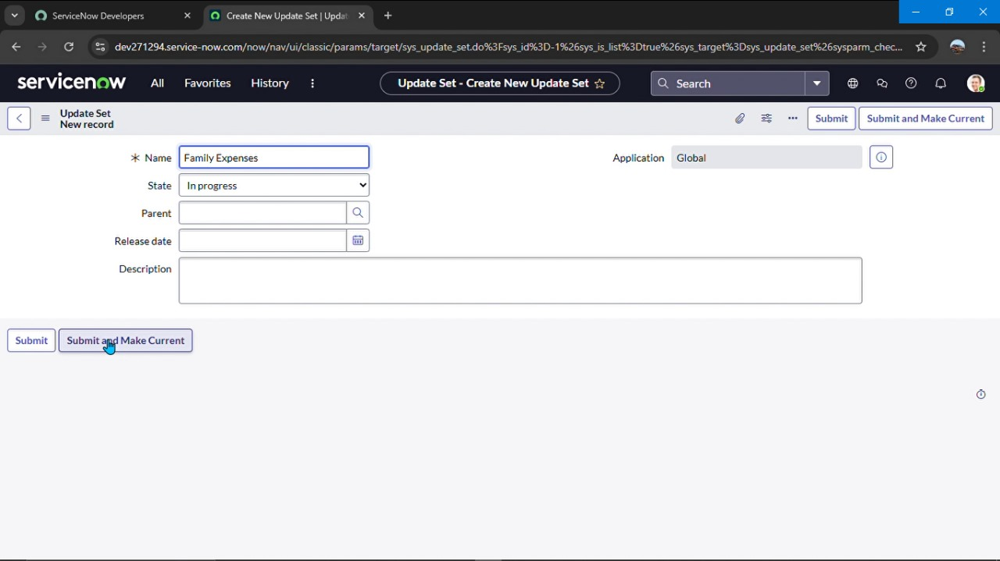 ServiceNow Developers
Create New Update Set | Updat
dev271294.service-now.com/now/nav/ui/classic/params/target/sys_update_set.do%3Fsys_id%3D-1%26sys_is_list%3Dtrue%26sys_target%3Dsys_update_set%26sysparm_chec...
servicenow
All
Favorites
History
Update Set - Create New Update Set
Search
Update Set
New record
Submit
Submit and Make Current
Name
Family Expenses
Application
Global
State
In progress
Parent
Release date
Description
Submit
Submit and Make Current